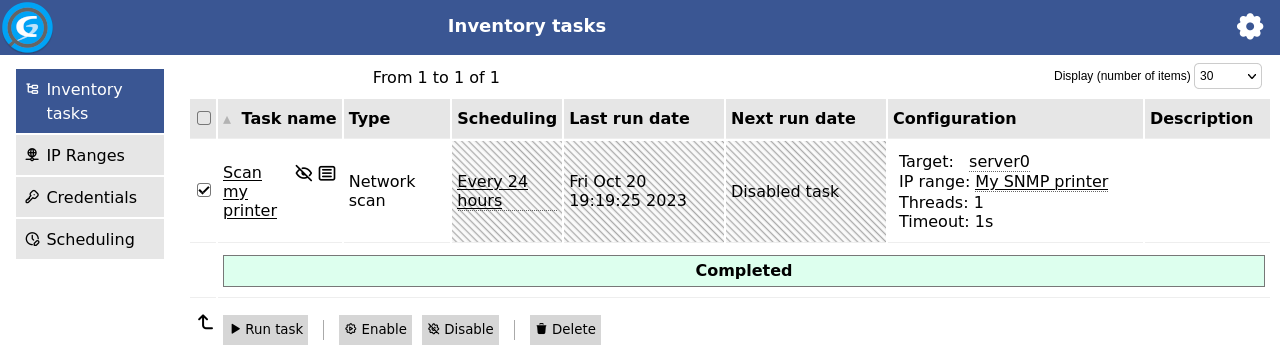 Inventory tasks
Inventory
tasks
IP Ranges
Credentials
Scheduling
From 1 to 1 of 1
Display (number of items) 30
Task name Type Scheduling Last run date Next run date Configuration Description
Scan
my
printer
Network
scan
Every 24
hours
Fri Oct 20
19:19:25 2023
Disabled task
Target: server0
IP range: My SNMP printer
Threads: 1
Timeout: 1s
Completed
Run task Enable Disable Delete